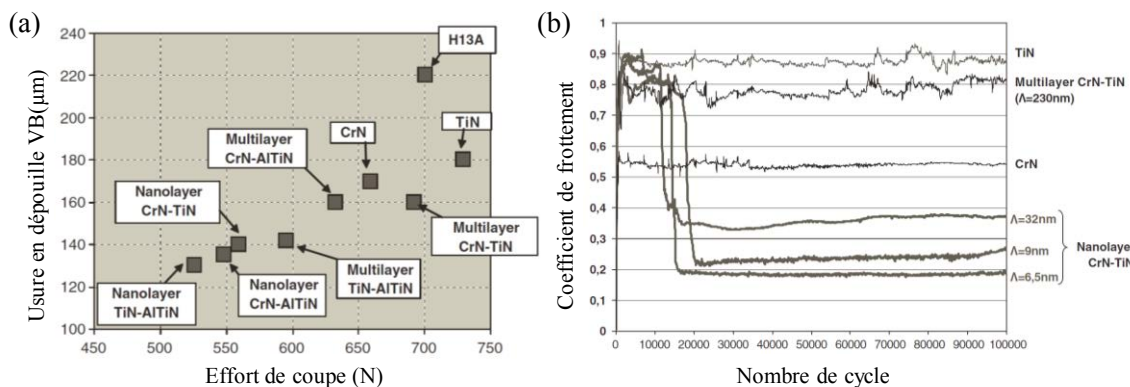 (a)
Usure en dépouille VB(µm)
240
220
200
180
160
140
120
100
H13A
TiN
CrN
Multilayer
CrN-AlTiN
Nanolayer
CrN-TiN
Multilayer
CrN-TiN
Nanolayer
TiN-AlTiN
Nanolayer
CrN-AlTiN
Multilayer
TiN-AlTiN
450
500
550
600
650
700
750
Effort de coupe (N)
(b)
Coefficient de frottement
1
0,9
0,8
0,7
0,6
0,5
0,4
0,3
0,2
0,1
0
TiN
Multilayer CrN-TiN
(Λ=230nm)
CrN
Λ=32nm
Λ=9nm
Λ=6,5nm
Nanolayer
CrN-TiN
0
10000
20000
30000
40000
50000
60000
70000
80000
90000
100000
Nombre de cycle